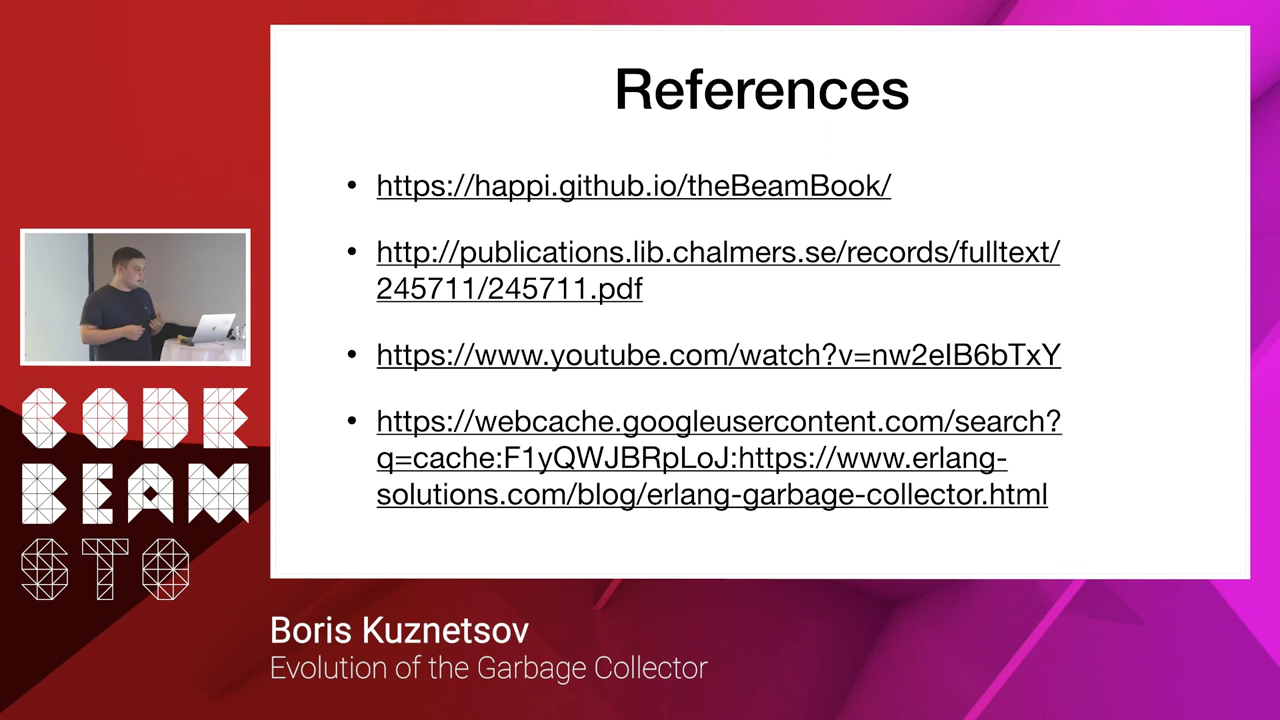 References
• https://happi.github.io/theBeamBook/
• http://publications.lib.chalmers.se/records/fulltext/
245711/245711.pdf
• https://www.youtube.com/watch?v=nw2eIB6bTxY
• https://webcache.googleusercontent.com/search?
q=cache:F1yQWJBRpLoJ:https://www.erlang-
solutions.com/blog/erlang-garbage-collector.html
CODE
BEAM
STO
Boris Kuznetsov
Evolution of the Garbage Collector